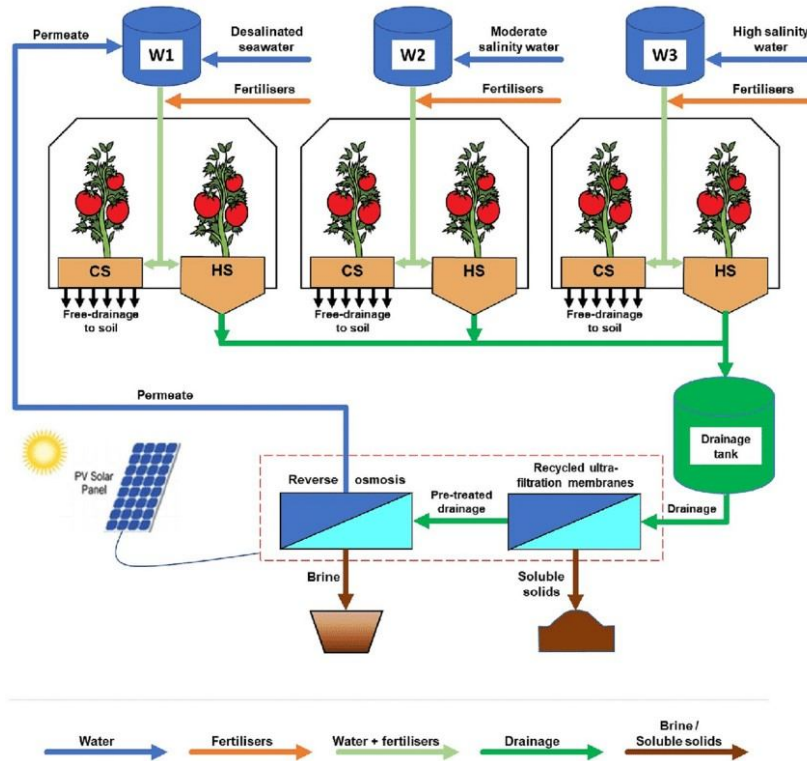 Permeate
W1
Desalinated
seawater
Fertilisers
W2
Moderate
salinity water
Fertilisers
W3
High salinity
water
Fertilisers
CS
HS
Free-drainage
to soil
CS
HS
Free-drainage
to soil
CS
HS
Free-drainage
to soil
Permeate
Drainage
tank
PV Solar
Panel
Reverse osmosis
Recycled ultra-
filtration membranes
Pre-treated
drainage
Drainage
Brine
Soluble
solids
Water
Fertilisers
Water + fertilisers
Drainage
Brine /
Soluble solids